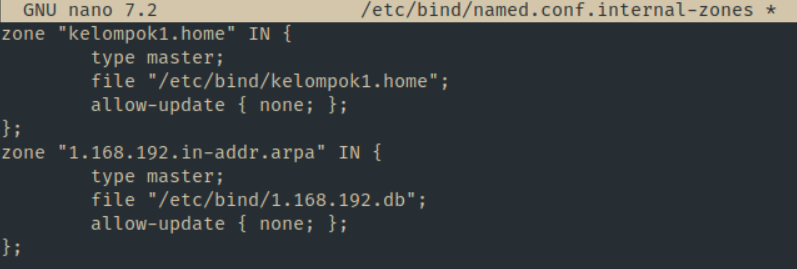 GNU nano 7.2 /etc/bind/named.conf.internal-zones *
zone "kelompok1.home" IN {
        type master;
        file "/etc/bind/kelompok1.home";
        allow-update { none; };
};
zone "1.168.192.in-addr.arpa" IN {
        type master;
        file "/etc/bind/1.168.192.db";
        allow-update { none; };
};